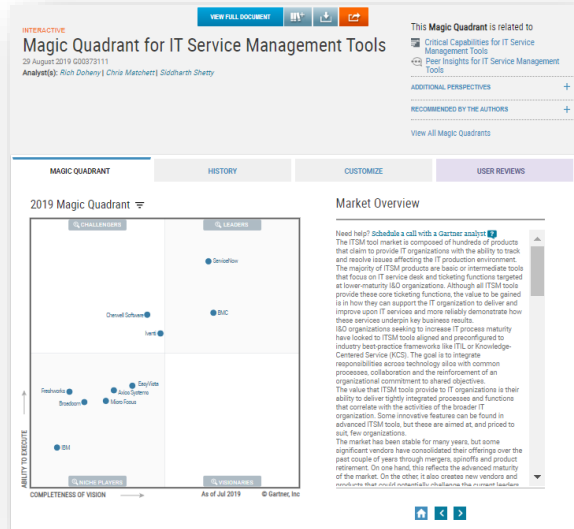 VIEW FULL DOCUMENT
INTERACTIVE
Magic Quadrant for IT Service Management Tools
29 August 2019 G00373111
Analyst(s): Rich Doheny | Chris Matchett | Siddharth Shetty
This Magic Quadrant is related to
Critical Capabilities for IT Service
Management Tools
Peer Insights for IT Service Management
Tools
ADDITIONAL PERSPECTIVES +
RECOMMENDED BY THE AUTHORS +
View All Magic Quadrants
MAGIC QUADRANT
HISTORY
CUSTOMIZE
USER REVIEWS
2019 Magic Quadrant
CHALLENGERS
LEADERS
ServiceNow
Cherwell Software
BMC
Ivanti
EasyVista
Freshworks
Axios Systems
Broadcom
Micro Focus
IBM
NICHE PLAYERS
VISIONARIES
ABILITY TO EXECUTE
COMPLETENESS OF VISION
As of Jul 2019
© Gartner, Inc
Market Overview
Need help? Schedule a call with a Gartner analyst
The ITSM tool market is composed of hundreds of products
that claim to provide IT organizations with the ability to track
and resolve issues affecting the IT production environment.
The majority of ITSM products are basic or intermediate tools
that focus on IT service desk and ticketing functions targeted
at lower-maturity I&O organizations. Although all ITSM tools
provide these core ticketing functions, the value to be gained
is in how they can support the IT organization to deliver and
improve upon IT services and more reliably demonstrate how
these services underpin key business results.
I&O organizations seeking to increase IT process maturity
have looked to ITSM tools aligned and preconfigured to
industry best-practice frameworks like ITIL or Knowledge-
Centered Service (KCS). The goal is to integrate
responsibilities across technology silos with common
processes, collaboration and the reinforcement of an
organizational commitment to shared objectives.
The value that ITSM tools provide to IT organizations is their
ability to deliver tightly integrated processes and functions
that correlate with the activities of the broader IT
organization. Some innovative features can be found in
advanced ITSM tools, but these are aimed at, and priced to
suit, few organizations.
The market has been stable for many years, but some
significant vendors have consolidated their offerings over the
past couple of years through mergers, spinoffs and product
retirement. On one hand, this reflects the advanced maturity
of the market. On the other, it also creates new vendors and
products that could potentially challenge the current leaders